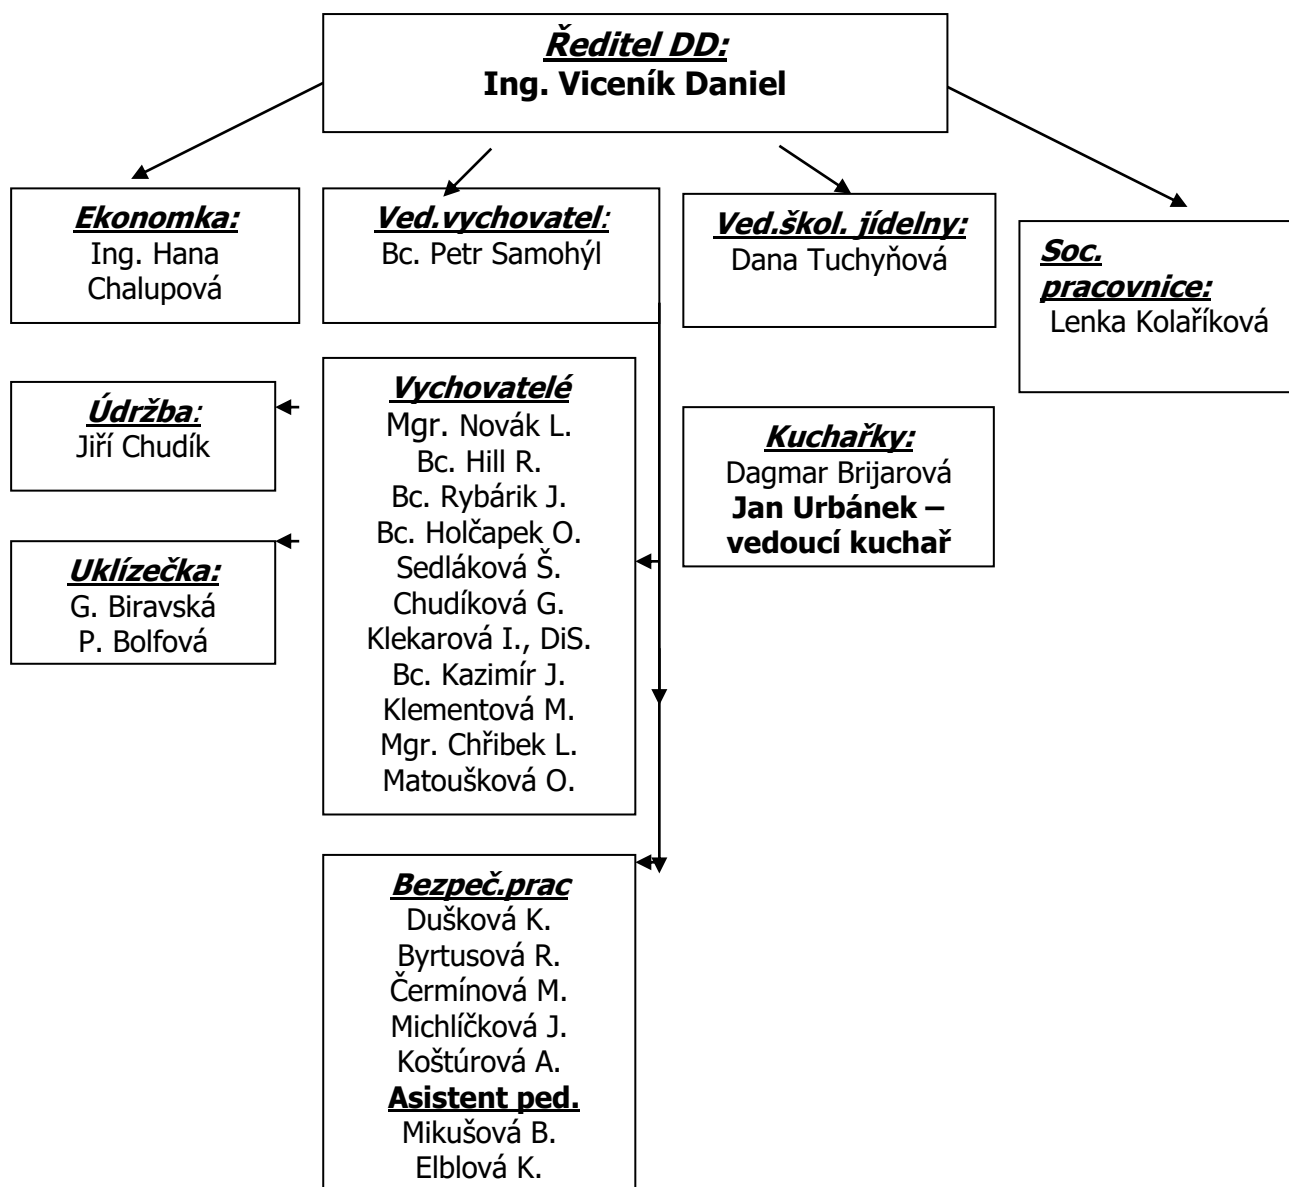 Ředitel DD:
Ing. Viceník Daniel
Ekonomka:
Ing. Hana
Chalupová
Ved.vychovatel:
Bc. Petr Samohýl
Ved.škol. jídelny:
Dana Tuchyňová
Soc.
pracovnice:
Lenka Kolaříková
Údržba:
Jiří Chudík
Uklízečka:
G. Biravská
P. Bolfová
Vychovatelé
Mgr. Novák L.
Bc. Hill R.
Bc. Rybárik J.
Bc. Holčapek O.
Sedláková Š.
Chudíková G.
Klekarová I., DiS.
Bc. Kazimír J.
Klementová M.
Mgr. Chřibek L.
Matoušková O.
Kuchařky:
Dagmar Brijarová
Jan Urbánek –
vedoucí kuchař
Bezpeč.prac
Dušková K.
Byrtusová R.
Čermínová M.
Michlíčková J.
Koštúrová A.
Asistent ped.
Mikušová B.
Elblová K.